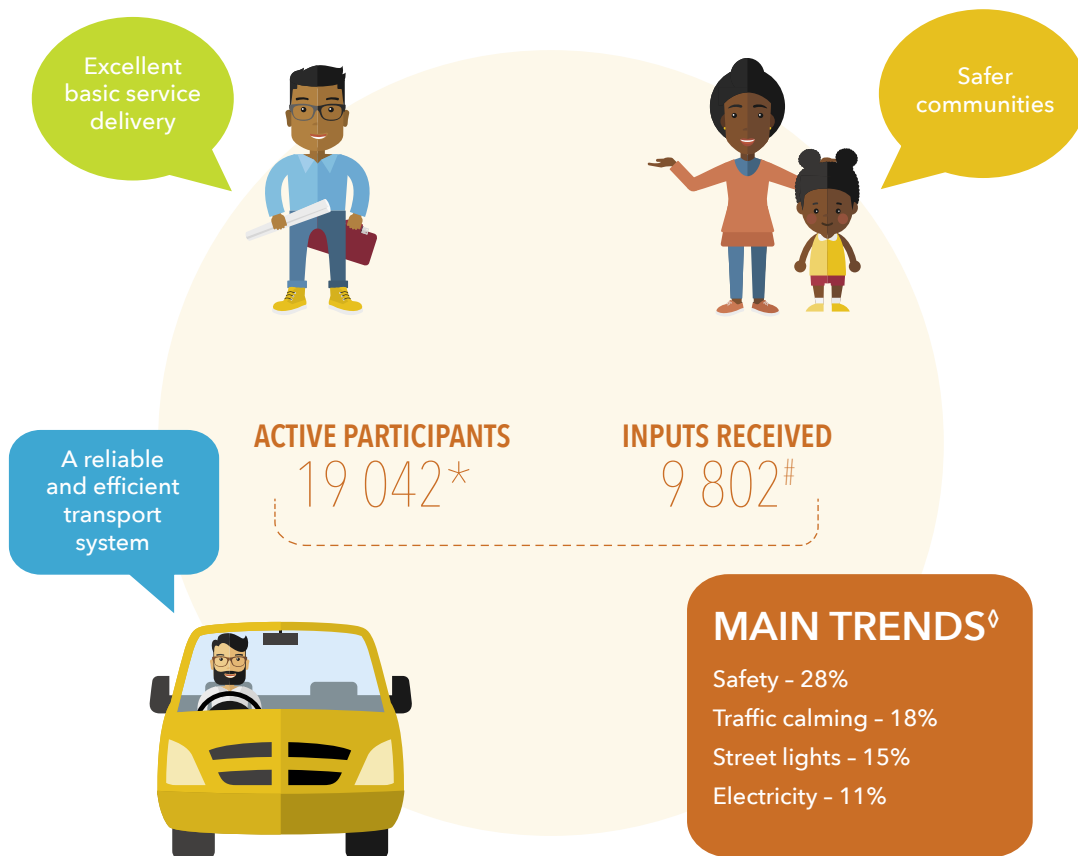 Excellent
basic service
delivery
Safer
communities
ACTIVE PARTICIPANTS
19 042*
INPUTS RECEIVED
9 802#
A reliable
and efficient
transport
system
MAIN TRENDS◊
Safety – 28%
Traffic calming – 18%
Street lights – 15%
Electricity – 11%